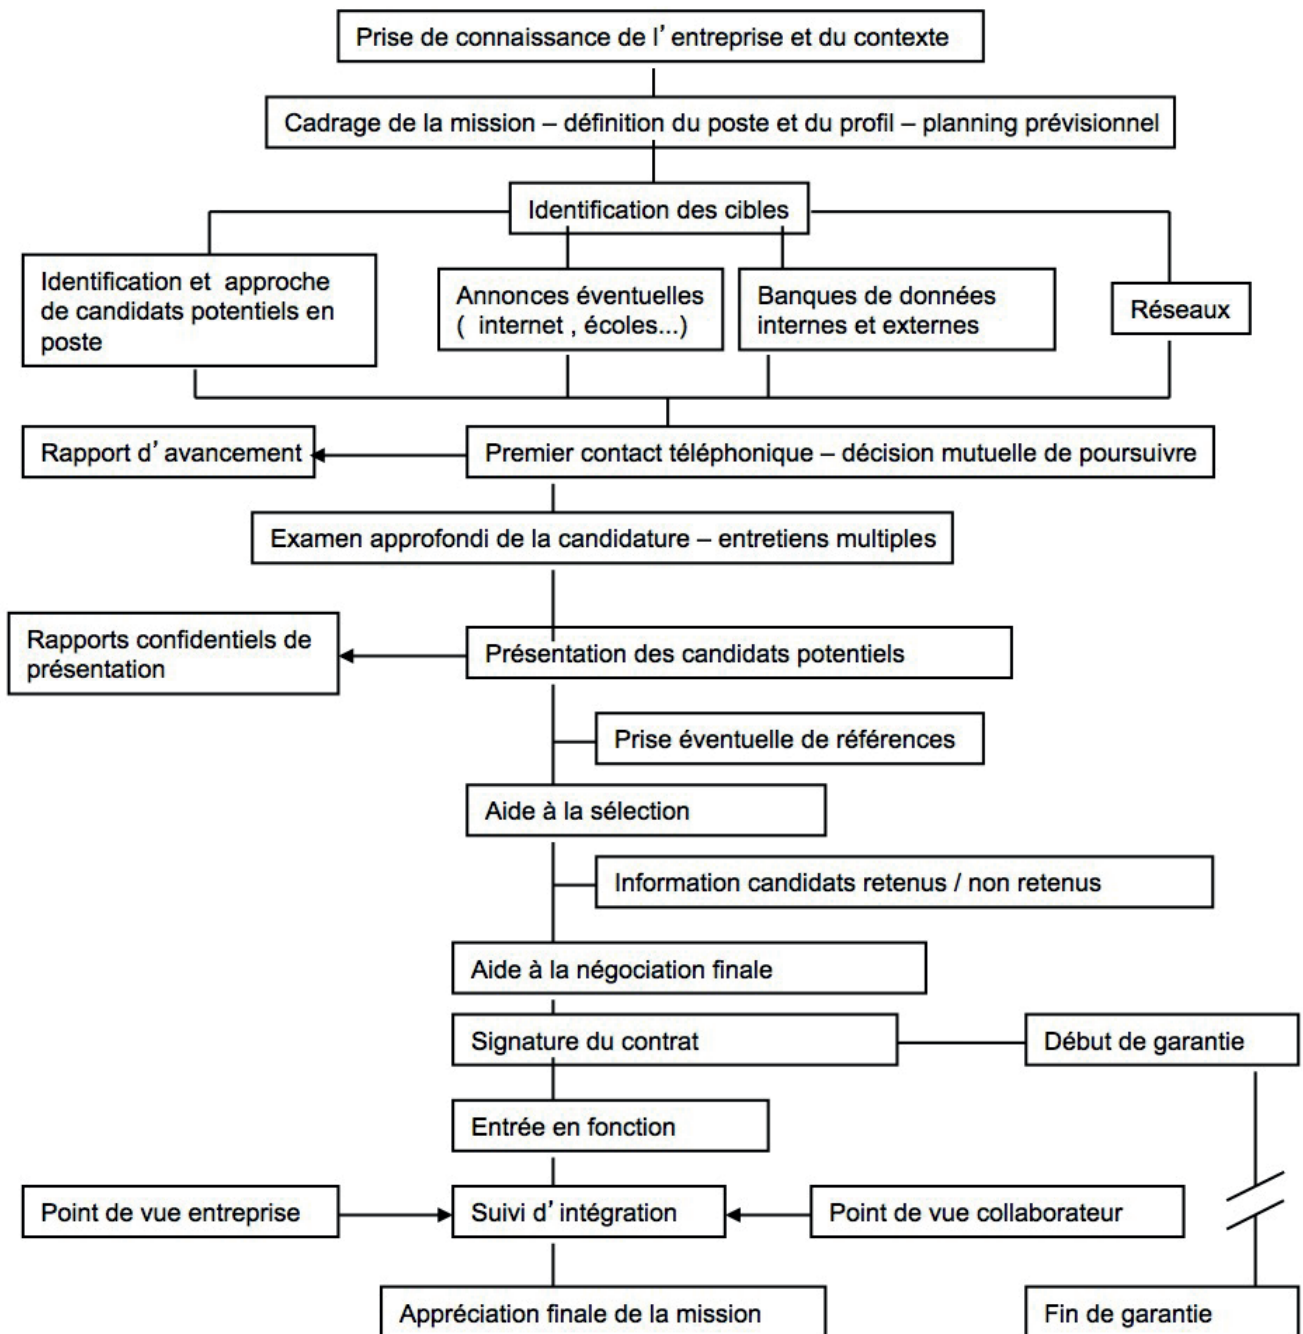 Prise de connaissance de l’entreprise et du contexte
Cadrage de la mission – définition du poste et du profil – planning prévisionnel
Identification des cibles
Identification et approche
de candidats potentiels en
poste
Annonces éventuelles
( internet , écoles...)
Banques de données
internes et externes
Réseaux
Rapport d’avancement
Premier contact téléphonique – décision mutuelle de poursuivre
Examen approfondi de la candidature – entretiens multiples
Rapports confidentiels de
présentation
Présentation des candidats potentiels
Prise éventuelle de références
Aide à la sélection
Information candidats retenus / non retenus
Aide à la négociation finale
Signature du contrat
Début de garantie
Entrée en fonction
Point de vue entreprise
Suivi d’intégration
Point de vue collaborateur
Appréciation finale de la mission
Fin de garantie